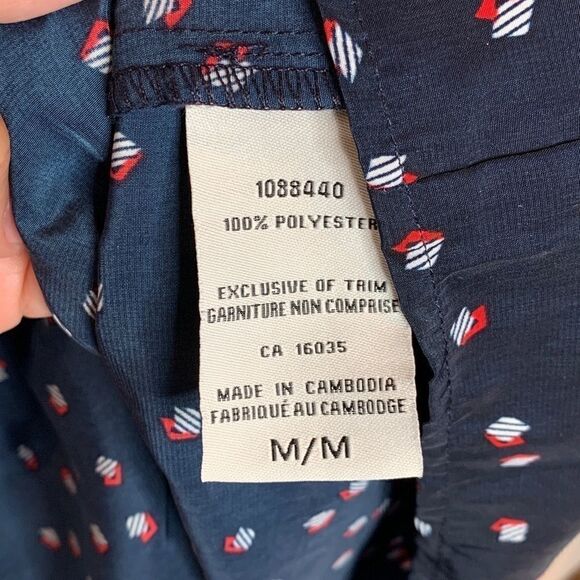 1088440
100% POLYESTER
EXCLUSIVE OF TRIM
GARNITURE NON COMPRISE
CA 16035
MADE IN CAMBODIA
FABRIQUÉ AU CAMBODGE
M/M